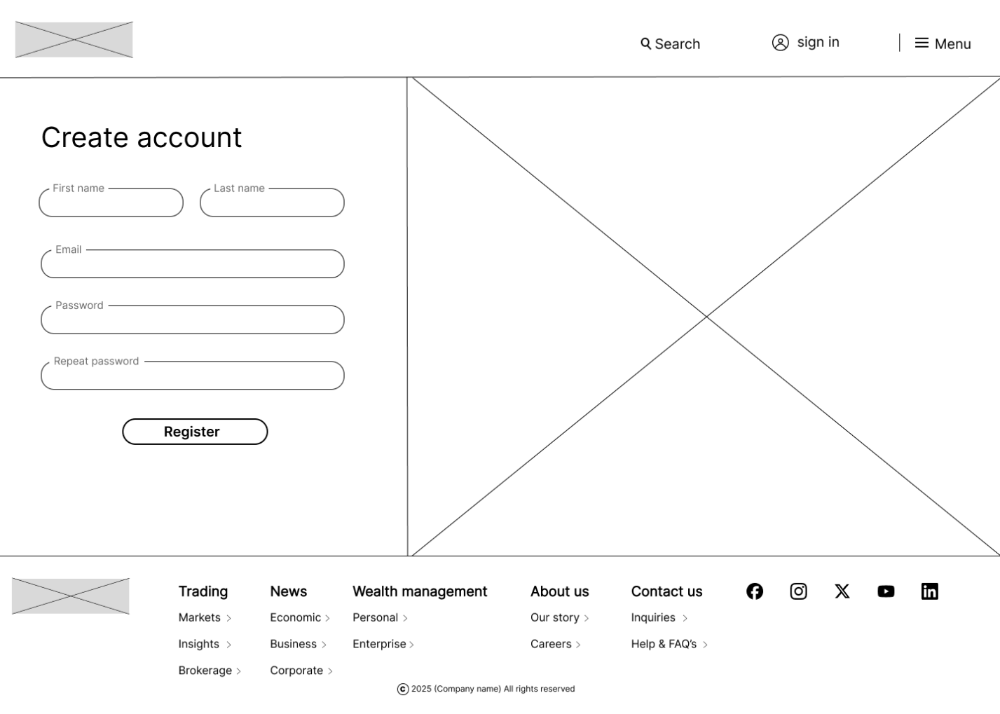 Search
sign in
Menu
Create account
First name
Last name
Email
Password
Repeat password
Register
Trading
Markets
Insights
Brokerage
News
Economic
Business
Corporate
Wealth management
Personal
Enterprise
About us
Our story
Careers
Contact us
Inquiries
Help & FAQ's
© 2025 (Company name) All rights reserved